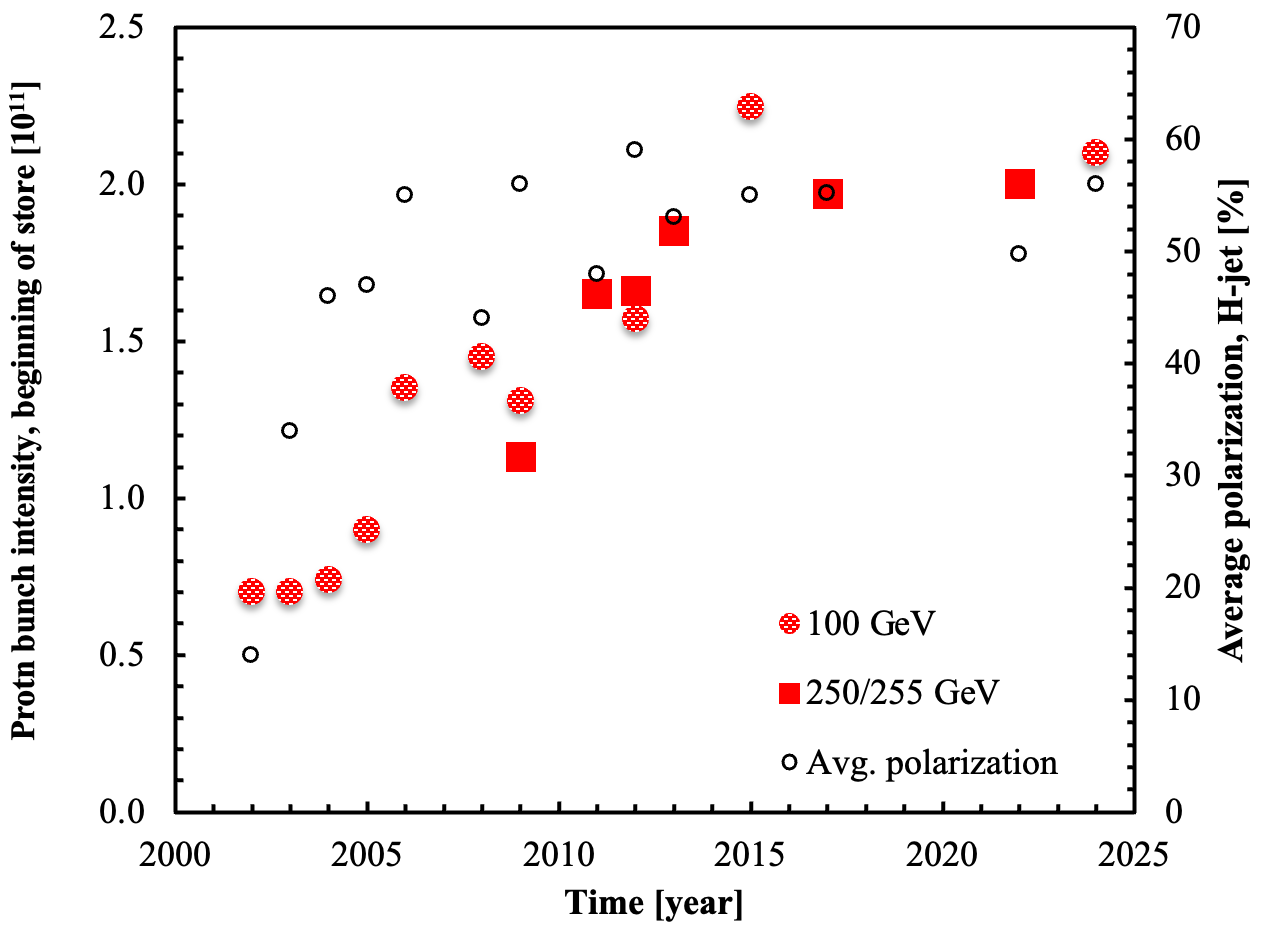 Protn bunch intensity, beginning of store [10¹¹]
2.5
2.0
1.5
1.0
0.5
0.0
70
60
50
40
30
20
10
0
Average polarization, H-jet [%]
100 GeV
250/255 GeV
Avg. polarization
2000 2005 2010 2015 2020 2025
Time [year]